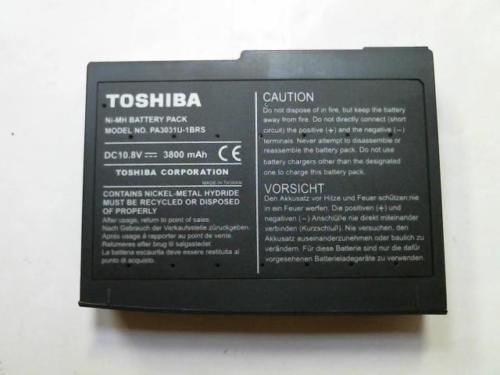 TOSHIBA
Ni-MH BATTERY PACK
MODEL NO. PA3031U-1BRS
DC10.8V 3800 mAh CE
TOSHIBA CORPORATION
MADE IN TAIWAN
CONTAINS NICKEL-METAL HYDRIDE
MUST BE RECYCLED OR DISPOSED
OF PROPERLY
After usage, return to point of sales.
Nach Gebrauch der Verkaufsstelle zurückgeben.
Après usage á rapporter au point de vente.
Retumeres efter brug til salgsstedet.
La batteria esaurita deve essere restituita al
punto di acquisto.
CAUTION
Do not dispose of in fire, but keep the battery
away from fire. Do not directly connect (short
circuit) the positive (+) and the negative (−)
terminals. Never attempt to disassemble or
reassemble the battery pack. Do not use
battery chargers other than the designated
one to charge this battery pack.
VORSICHT
Den Akkusatz vor Hitze und Feuer schützen,nie
in ein Feuer werfen. Die positiven (+) und
negativen (−) Anschlüsse nicht direkt miteinander
verbinden (Kurzschluß). Nie versuchen, den
Akkusatz auseinanderzunehmen oder baulich zu
verändern. Für diese Batterie sind nur die dafür
vorgesehenen Batterieladegeräte zu verwenden.